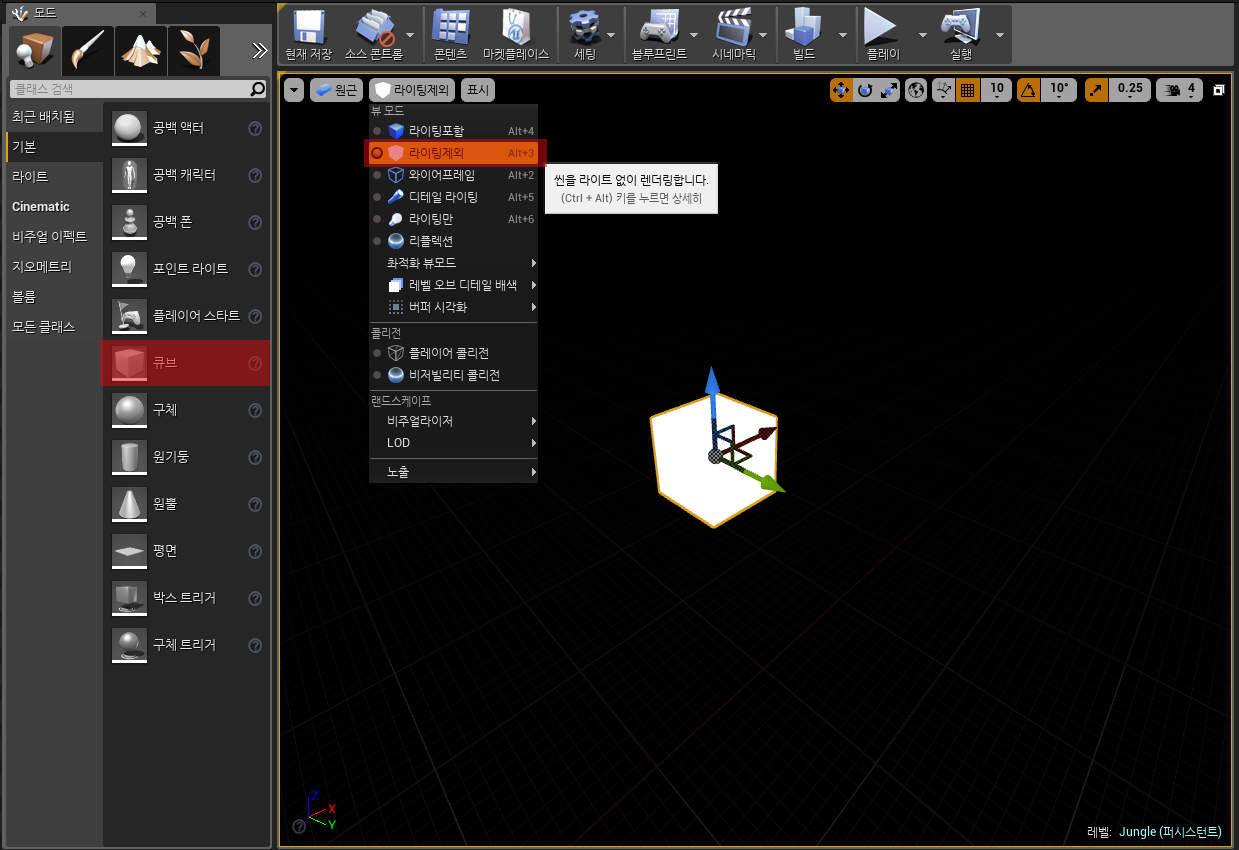 모드
현재 저장
소스 콘트롤
콘텐츠
마켓플레이스
세팅
블루프린트
시네마틱
빌드
플레이
실행
클래스 검색
최근 배치됨
기본
라이트
Cinematic
비주얼 이펙트
지오메트리
볼륨
모든 클래스
공백 액터
공백 캐릭터
공백 폰
포인트 라이트
플레이어 스타트
큐브
구체
원기둥
원뿔
평면
박스 트리거
구체 트리거
원근
라이팅제외
표시
10
10°
0.25
4
뷰 모드
라이팅포함 Alt+4
라이팅제외 Alt+3
와이어프레임 Alt+2
디테일 라이팅 Alt+5
라이팅만 Alt+6
리플렉션
최적화 뷰모드
레벨 오브 디테일 배색
버퍼 시각화
콜리전
플레이어 콜리전
비저빌리티 콜리전
랜드스케이프
비주얼라이저
LOD
노출
씬을 라이트 없이 렌더링합니다.
(Ctrl + Alt) 키를 누르면 상세히
Z
X
Y
레벨: Jungle (퍼시스턴트)